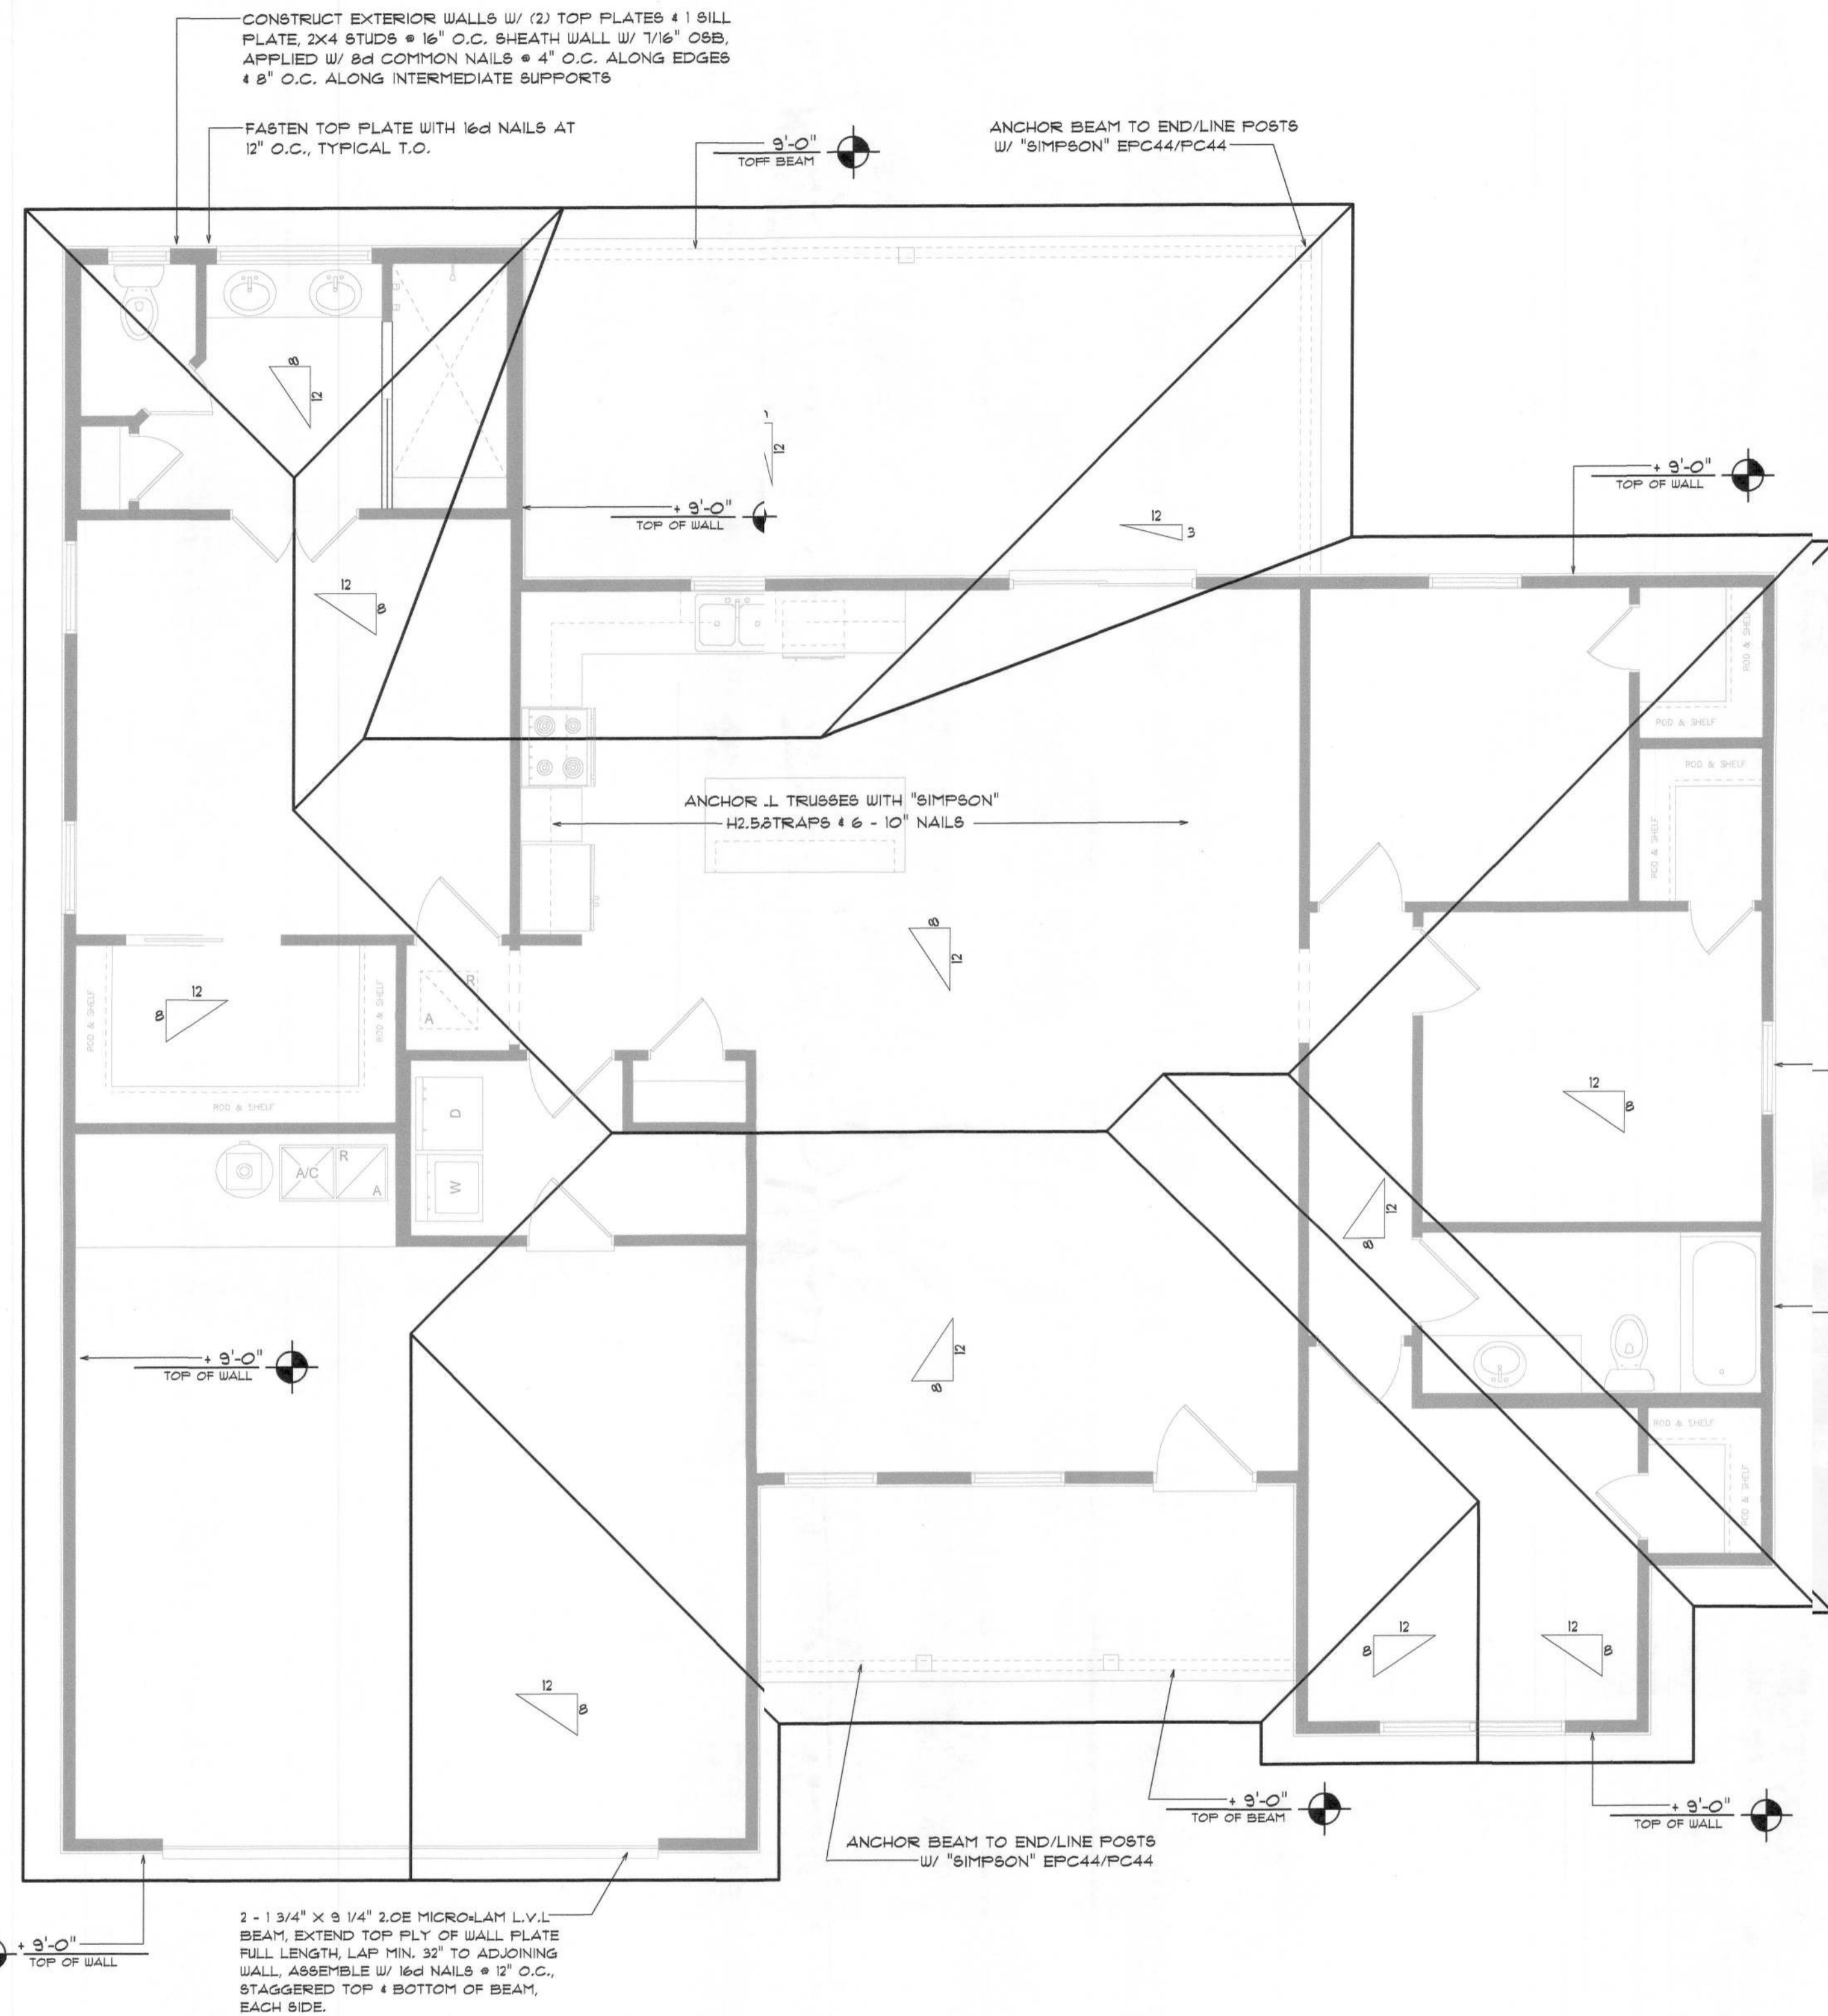 CONSTRUCT EXTERIOR WALLS W/ (2) TOP PLATES & 1 SILL
PLATE, 2X4 STUDS @ 16" O.C. SHEATH WALL W/ 7/16" OSB,
APPLIED W/ 8d COMMON NAILS @ 4" O.C. ALONG EDGES
& 8" O.C. ALONG INTERMEDIATE SUPPORTS
FASTEN TOP PLATE WITH 16d NAILS AT
12" O.C., TYPICAL T.O.
9'-0"
TOFF BEAM
ANCHOR BEAM TO END/LINE POSTS
W/ "SIMPSON" EPC44/PC44
8
12
12
+ 9'-0"
TOP OF WALL
+ 9'-0"
TOP OF WALL
12
3
12
8
ROD & SHELF
ROD & SHELF
ROD & SHELF
ROD & SHELF
ANCHOR .L TRUSSES WITH "SIMPSON"
STRAPS & 6 - 10" NAILS
8
12
R
A
12
8
ROD & SHELF
ROD & SHELF
ROD & SHELF
12
8
D
W
A/C
R
A
12
8
12
8
+ 9'-0"
TOP OF WALL
ROD & SHELF
ROD & SHELF
12
8
12
8
12
8
+ 9'-0"
TOP OF BEAM
+ 9'-0"
TOP OF WALL
ANCHOR BEAM TO END/LINE POSTS
W/ "SIMPSON" EPC44/PC44
+ 9'-0"
TOP OF WALL
2 - 1 3/4" X 9 1/4" 2.0E MICRO=LAM L.V.L
BEAM, EXTEND TOP PLY OF WALL PLATE
FULL LENGTH, LAP MIN. 32" TO ADJOINING
WALL, ASSEMBLE W/ 16d NAILS @ 12" O.C.,
STAGGERED TOP & BOTTOM OF BEAM,
EACH SIDE.